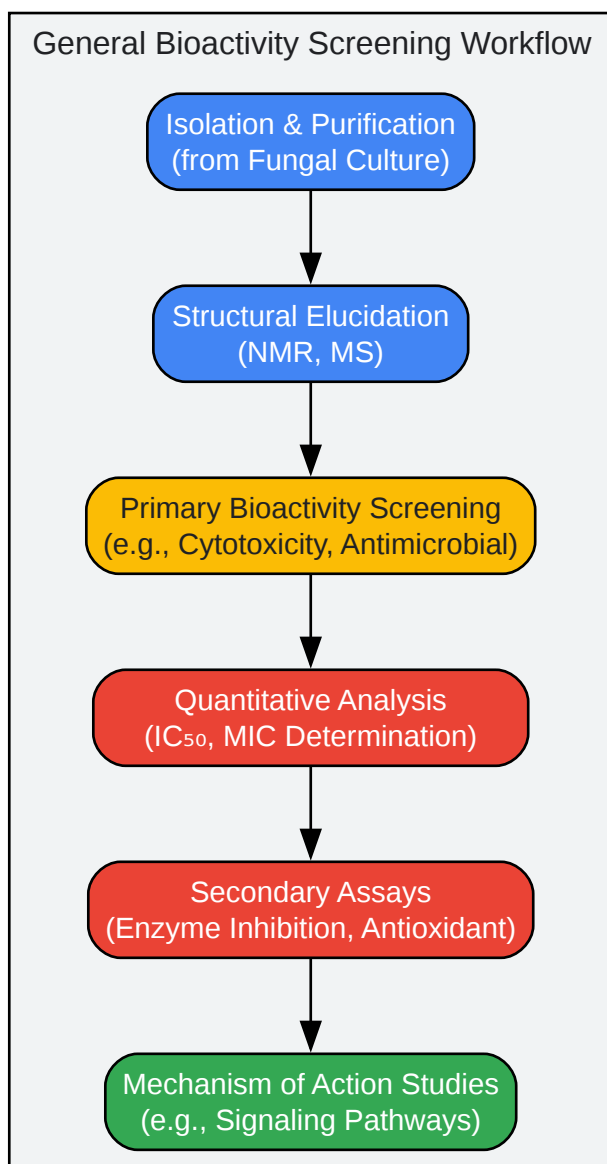 General Bioactivity Screening Workflow
Isolation & Purification
(from Fungal Culture)
Structural Elucidation
(NMR, MS)
Primary Bioactivity Screening
(e.g., Cytotoxicity, Antimicrobial)
Quantitative Analysis
(IC₅₀, MIC Determination)
Secondary Assays
(Enzyme Inhibition, Antioxidant)
Mechanism of Action Studies
(e.g., Signaling Pathways)